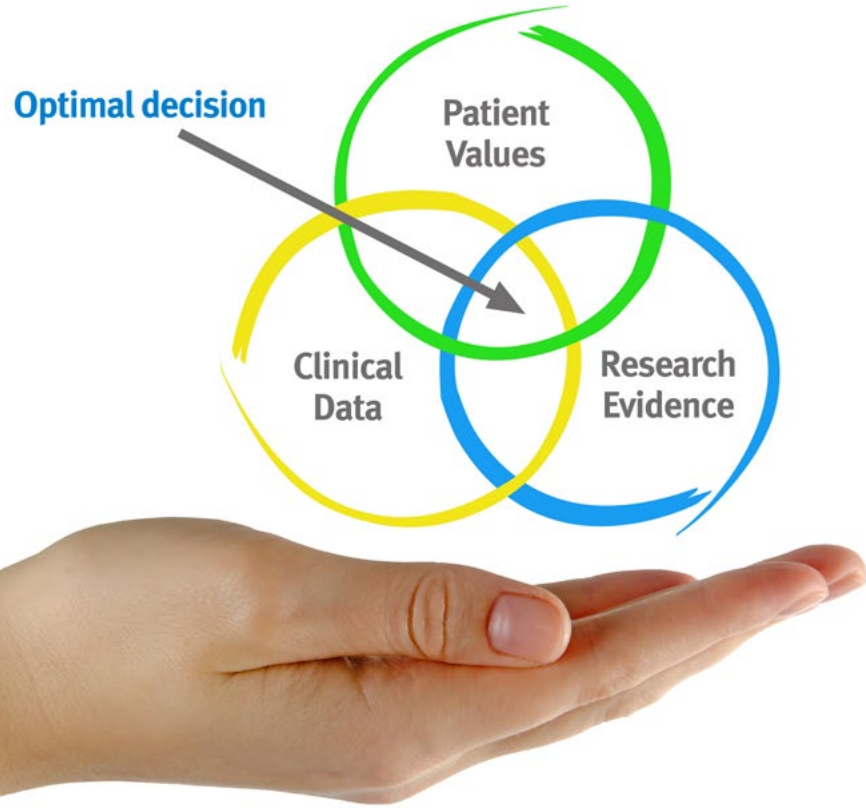 Optimal decision
Patient
Values
Clinical
Data
Research
Evidence